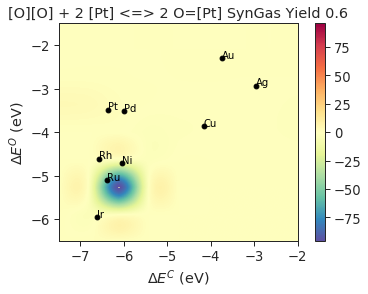 [O][O] + 2 [Pt] <=> 2 O=[Pt] SynGas Yield 0.6
−2
−3
−4
−5
−6
ΔE^O (eV)
Au
Ag
Pt
Pd
Cu
Rh
Ni
Ru
Ir
−7
−6
−5
−4
−3
−2
ΔE^C (eV)
75
50
25
0
−25
−50
−75